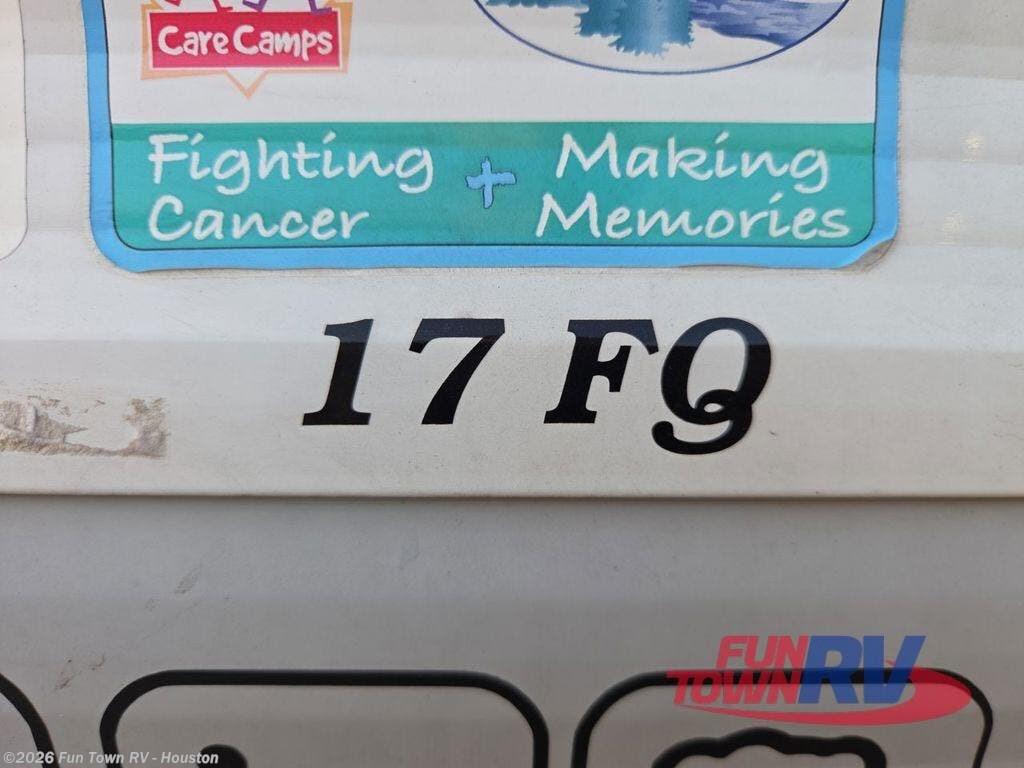 Care Camps
Fighting + Making
Cancer Memories
17 FQ
FUN TOWN RV
©2026 Fun Town RV - Houston